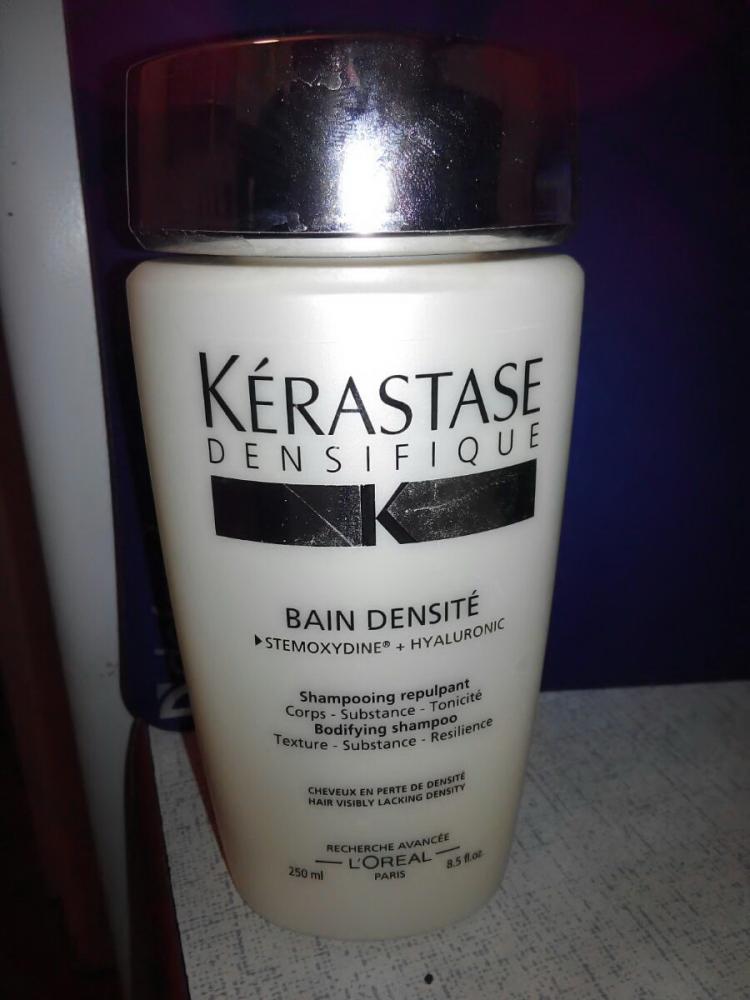 KÉRASTASE
DENSIFIQUE
K
BAIN DENSITÉ
STEMOXYDINE® + HYALURONIC
Shampooing repulpant
Corps - Substance - Tonicité
Bodifying shampoo
Texture - Substance - Resilience
CHEVEUX EN PERTE DE DENSITÉ
HAIR VISIBLY LACKING DENSITY
RECHERCHE AVANCÉE
L'ORÉAL
250 ml PARIS 8.5 fl.oz